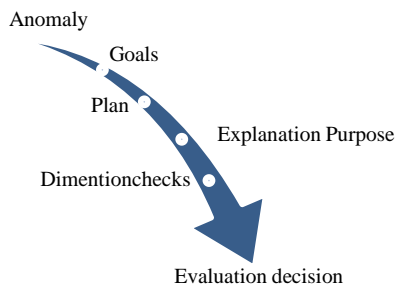 Anomaly
Goals
Plan
Explanation Purpose
Dimentionchecks
Evaluation decision